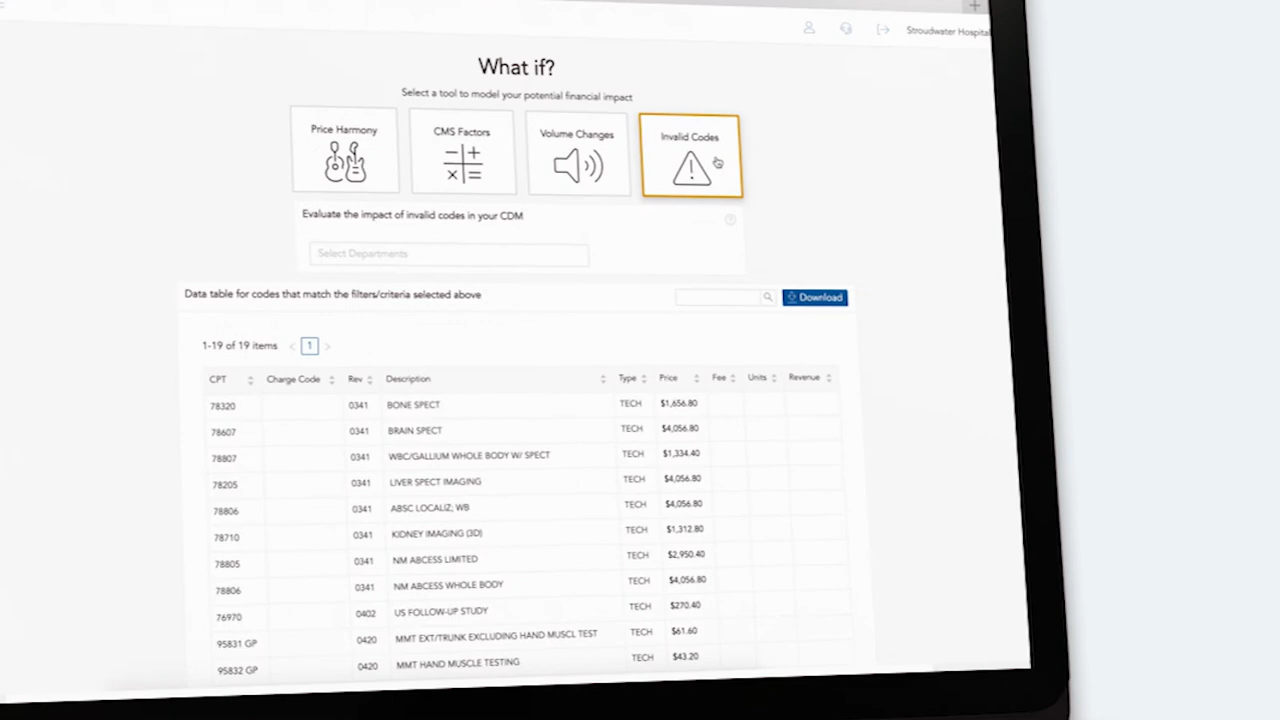 Stroudwater Hospital
What if?
Select a tool to model your potential financial impact
Price Harmony
CMS Factors
Volume Changes
Invalid Codes
Evaluate the impact of invalid codes in your CDM
Select Departments
Data table for codes that match the filters/criteria selected above
Download
1-19 of 19 items < 1 >
CPT Charge Code Rev Description Type Price Fee Units Revenue
78320 0341 BONE SPECT TECH $1,656.80
78607 0341 BRAIN SPECT TECH $4,056.80
78807 0341 WBC/GALLIUM WHOLE BODY W/ SPECT TECH $1,334.40
78205 0341 LIVER SPECT IMAGING TECH $4,056.80
78806 0341 ABSC LOCALIZ, WB TECH $4,056.80
78710 0341 KIDNEY IMAGING (3D) TECH $1,312.80
78805 0341 NM ABCESS LIMITED TECH $2,950.40
78806 0341 NM ABCESS WHOLE BODY TECH $4,056.80
76970 0402 US FOLLOW-UP STUDY TECH $270.40
95831 GP 0420 MMT EXT/TRUNK EXCLUDING HAND MUSCL TEST TECH $61.60
95832 GP 0420 MMT HAND MUSCLE TESTING TECH $43.20